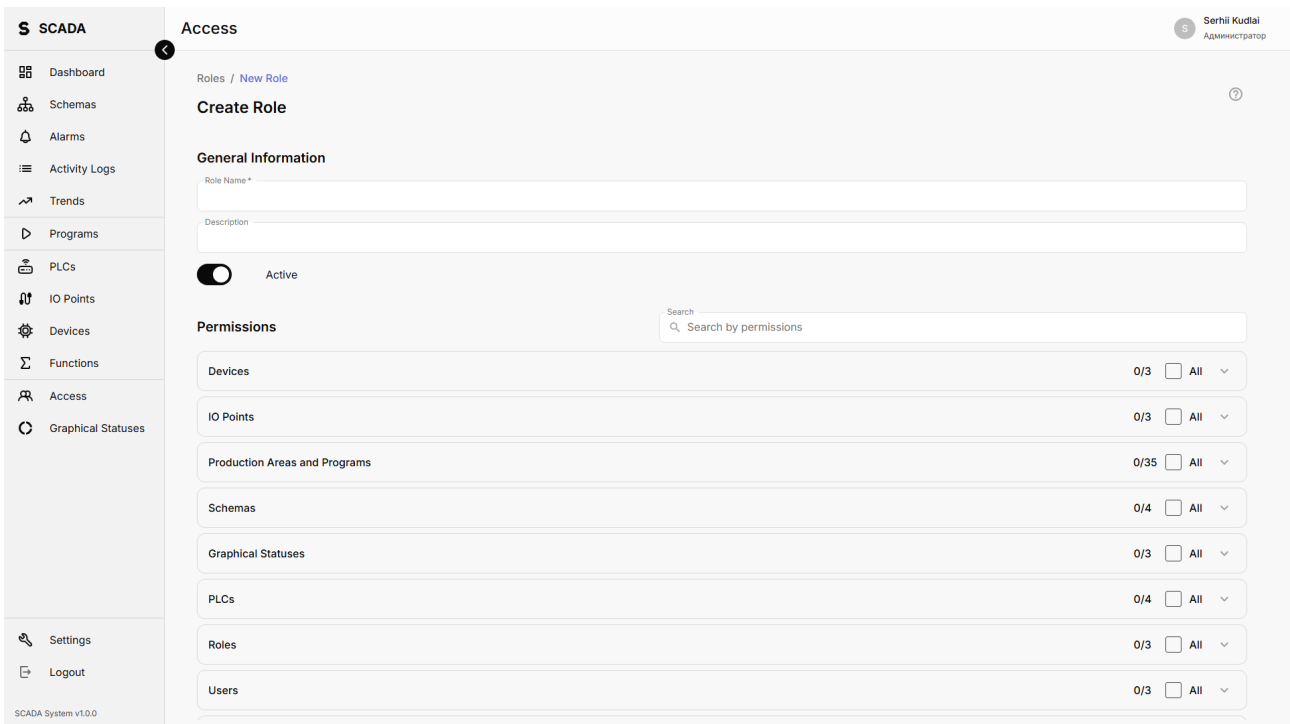 S SCADA
Access
S
Serhii Kudlai
Администратор
Dashboard
Schemas
Alarms
Activity Logs
Trends
Programs
PLCs
IO Points
Devices
Functions
Access
Graphical Statuses
Settings
Logout
SCADA System v1.0.0
Roles / New Role
Create Role
General Information
Role Name *
Description
Active
Permissions
Search
Search by permissions
Devices 0/3 All
IO Points 0/3 All
Production Areas and Programs 0/35 All
Schemas 0/4 All
Graphical Statuses 0/3 All
PLCs 0/4 All
Roles 0/3 All
Users 0/3 All